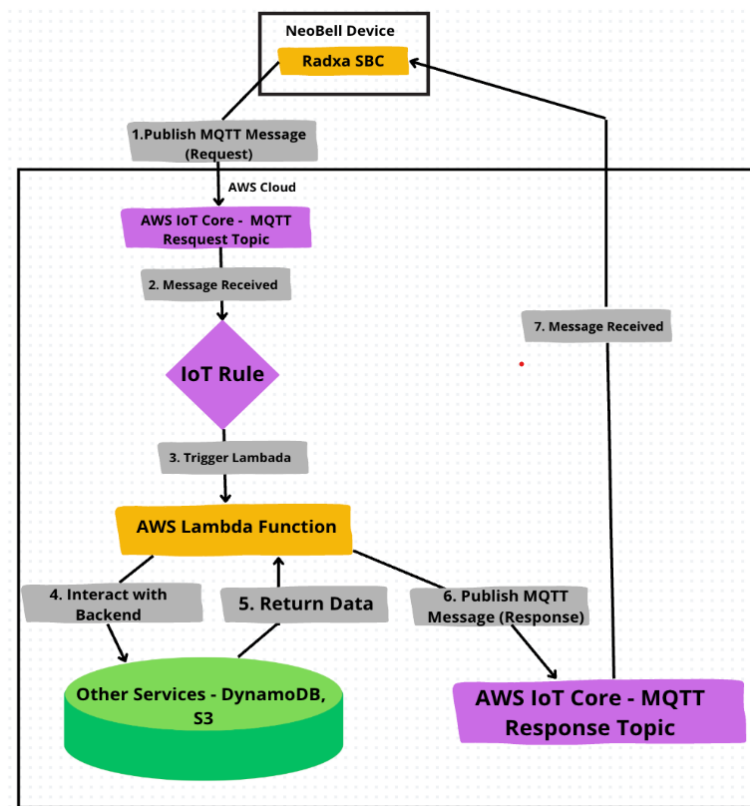 NeoBell Device
Radxa SBC
1.Publish MQTT Message
(Request)
AWS Cloud
AWS IoT Core - MQTT
Resquest Topic
2. Message Received
IoT Rule
7. Message Received
3. Trigger Lambada
AWS Lambda Function
4. Interact with
Backend
5. Return Data
6. Publish MQTT
Message (Response)
Other Services - DynamoDB,
S3
AWS IoT Core - MQTT
Response Topic